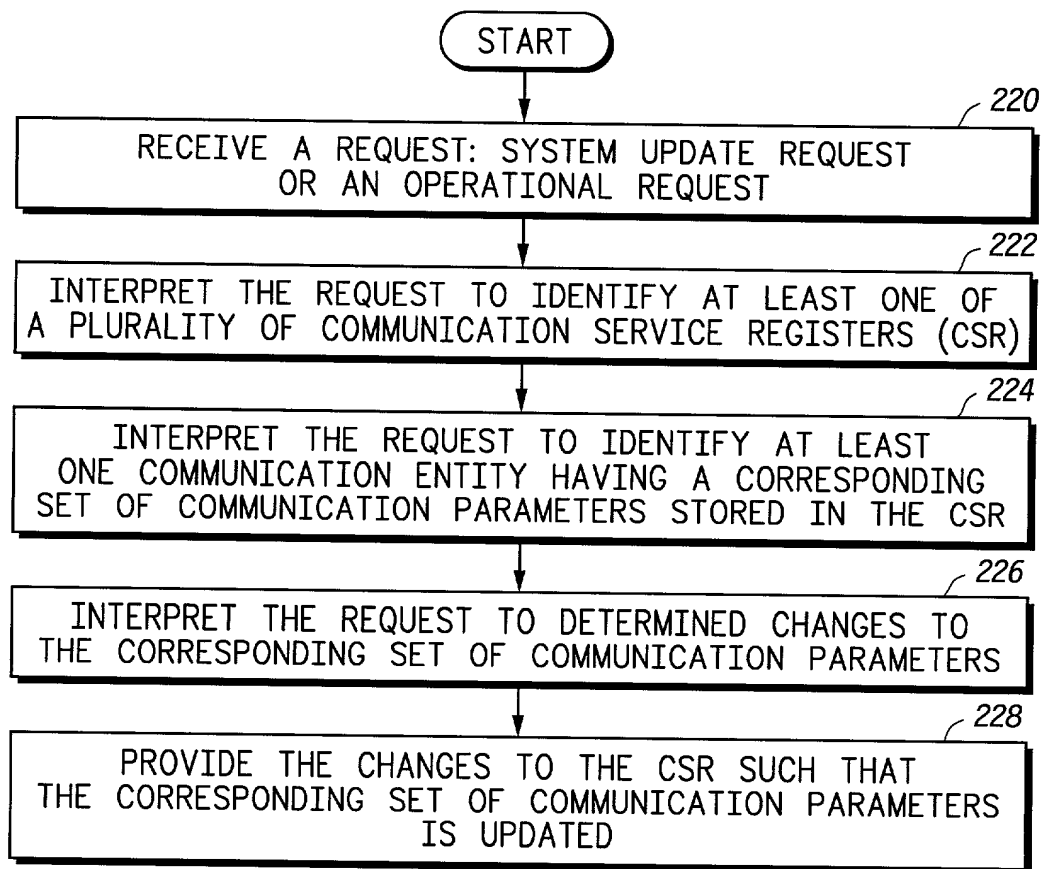 START
220
RECEIVE A REQUEST: SYSTEM UPDATE REQUEST
OR AN OPERATIONAL REQUEST
222
INTERPRET THE REQUEST TO IDENTIFY AT LEAST ONE OF
A PLURALITY OF COMMUNICATION SERVICE REGISTERS (CSR)
224
INTERPRET THE REQUEST TO IDENTIFY AT LEAST
ONE COMMUNICATION ENTITY HAVING A CORRESPONDING
SET OF COMMUNICATION PARAMETERS STORED IN THE CSR
226
INTERPRET THE REQUEST TO DETERMINED CHANGES TO
THE CORRESPONDING SET OF COMMUNICATION PARAMETERS
228
PROVIDE THE CHANGES TO THE CSR SUCH THAT
THE CORRESPONDING SET OF COMMUNICATION PARAMETERS
IS UPDATED